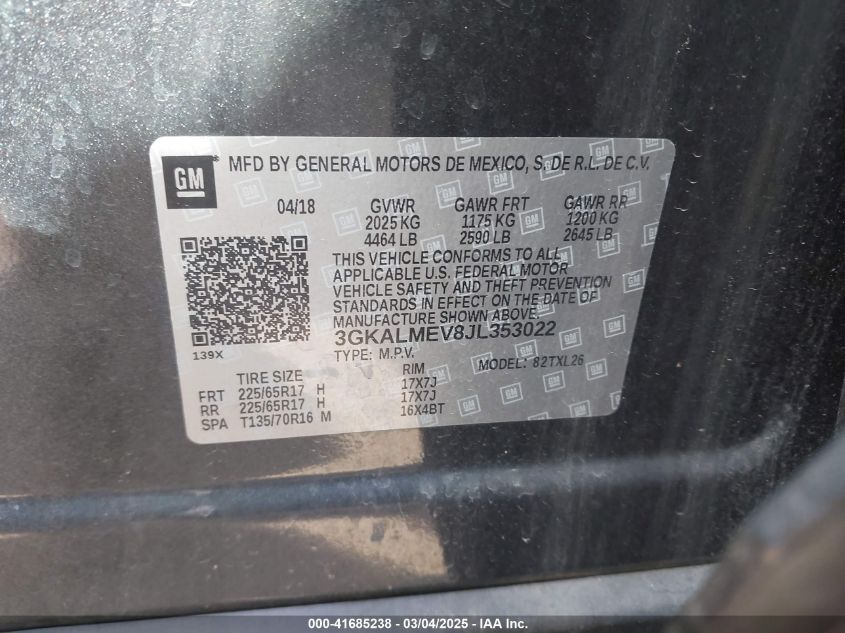 GM MFD BY GENERAL MOTORS DE MEXICO, S. DE R.L. DE C.V.
04/18 GVWR GAWR FRT GAWR RR
2025 KG 1175 KG 1200 KG
4464 LB 2590 LB 2645 LB
THIS VEHICLE CONFORMS TO ALL
APPLICABLE U.S. FEDERAL MOTOR
VEHICLE SAFETY AND THEFT PREVENTION
STANDARDS IN EFFECT ON THE DATE OF
MANUFACTURE SHOWN ABOVE.
139X
3GKALMEV8JL353022
TYPE: M.P.V. MODEL: 82TXL26
TIRE SIZE RIM
FRT 225/65R17 H 17X7J
RR 225/65R17 H 17X7J
SPA T135/70R16 M 16X4BT
000-41685238 - 03/04/2025 - IAA Inc.